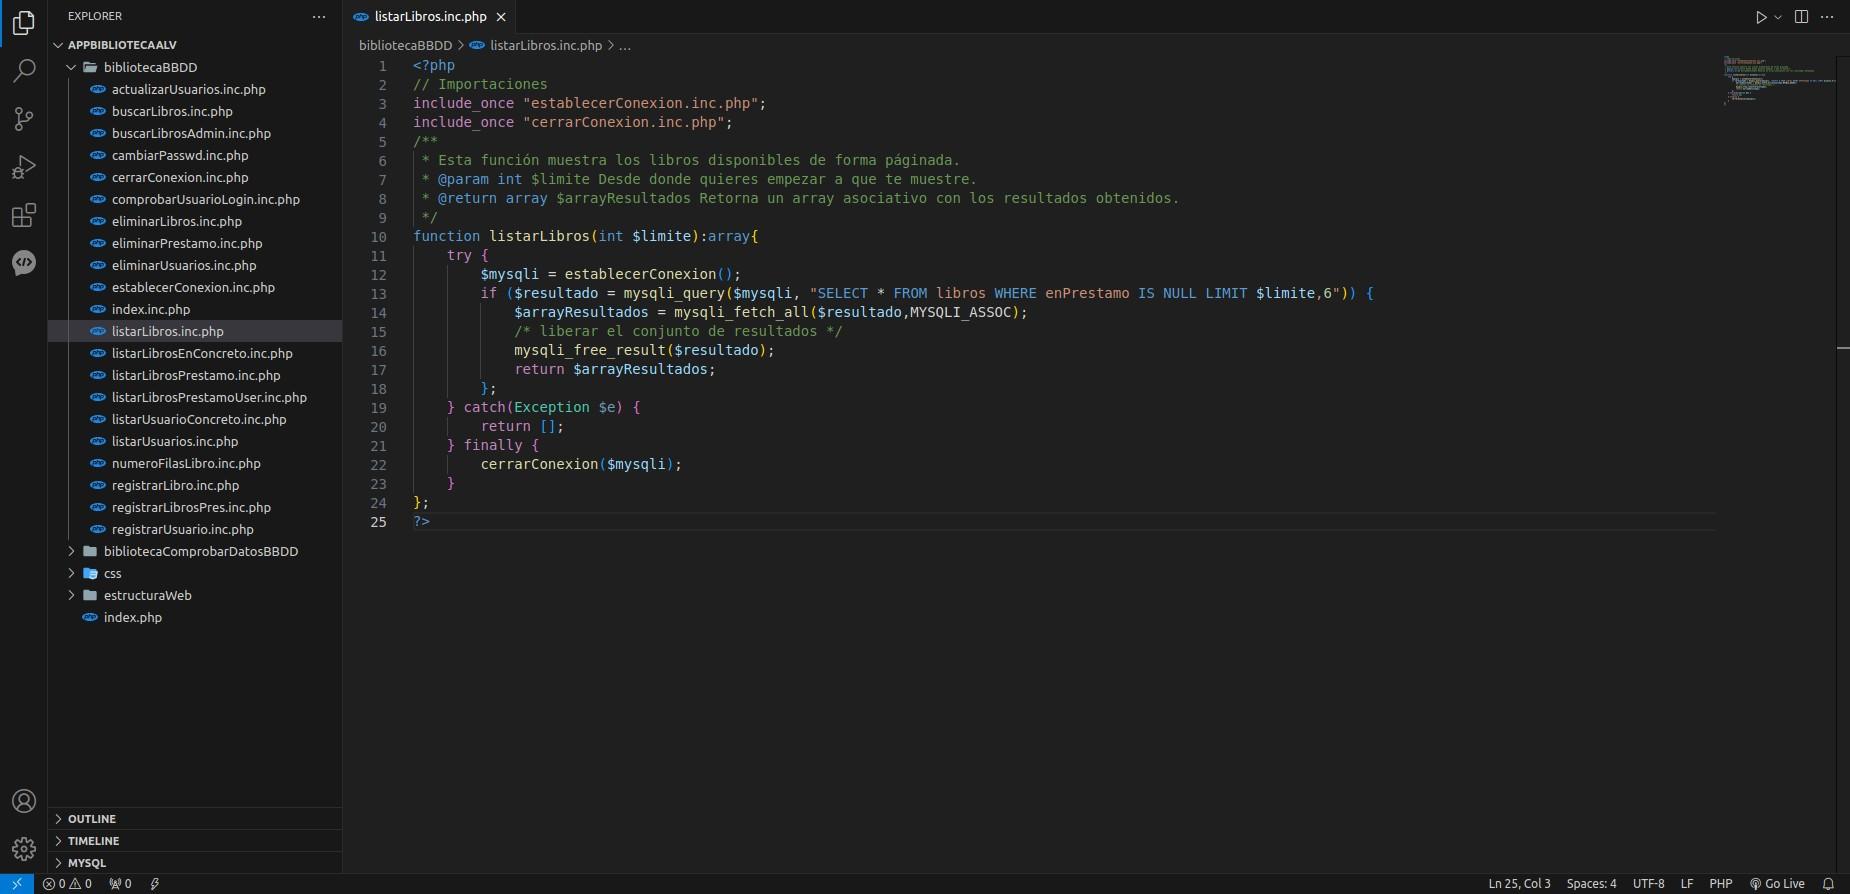 EXPLORER
APPBIBLIOTECAALV
bibliotecaBBDD
actualizarUsuarios.inc.php
buscarLibros.inc.php
buscarLibrosAdmin.inc.php
cambiarPasswd.inc.php
cerrarConexion.inc.php
comprobarUsuarioLogin.inc.php
eliminarLibros.inc.php
eliminarPrestamo.inc.php
eliminarUsuarios.inc.php
establecerConexion.inc.php
index.inc.php
listarLibros.inc.php
listarLibrosEnConcreto.inc.php
listarLibrosPrestamo.inc.php
listarLibrosPrestamoUser.inc.php
listarUsuarioConcreto.inc.php
listarUsuarios.inc.php
numeroFilasLibro.inc.php
registrarLibro.inc.php
registrarLibrosPres.inc.php
registrarUsuario.inc.php
bibliotecaComprobarDatosBBDD
css
estructuraWeb
index.php
OUTLINE
TIMELINE
MYSQL
listarLibros.inc.php
bibliotecaBBDD > listarLibros.inc.php > ...
1 <?php
2 // Importaciones
3 include_once "establecerConexion.inc.php";
4 include_once "cerrarConexion.inc.php";
5 /**
6 * Esta función muestra los libros disponibles de forma páginada.
7 * @param int $limite Desde donde quieres empezar a que te muestre.
8 * @return array $arrayResultados Retorna un array asociativo con los resultados obtenidos.
9 */
10 function listarLibros(int $limite):array{
11 try {
12 $mysqli = establecerConexion();
13 if ($resultado = mysqli_query($mysqli, "SELECT * FROM libros WHERE enPrestamo IS NULL LIMIT $limite,6")) {
14 $arrayResultados = mysqli_fetch_all($resultado,MYSQLI_ASSOC);
15 /* liberar el conjunto de resultados */
16 mysqli_free_result($resultado);
17 return $arrayResultados;
18 };
19 } catch(Exception $e) {
20 return [];
21 } finally {
22 cerrarConexion($mysqli);
23 }
24 };
25 ?>
0 0 0 Ln 25, Col 3 Spaces: 4 UTF-8 LF PHP Go Live